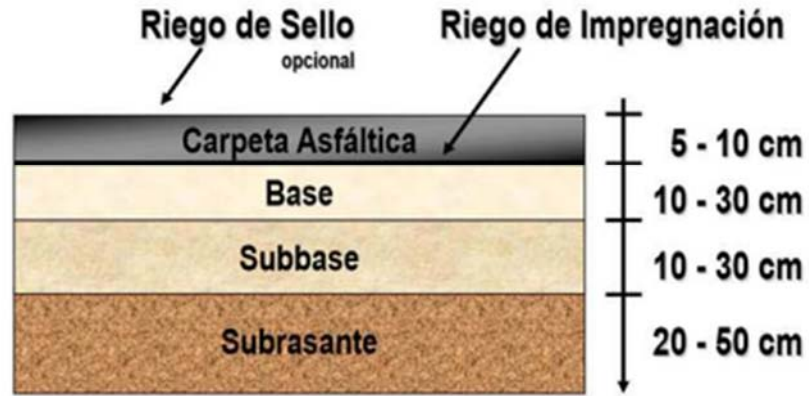 Riego de Sello
opcional
Riego de Impregnación
Carpeta Asfáltica
5 - 10 cm
Base
10 - 30 cm
Subbase
10 - 30 cm
Subrasante
20 - 50 cm